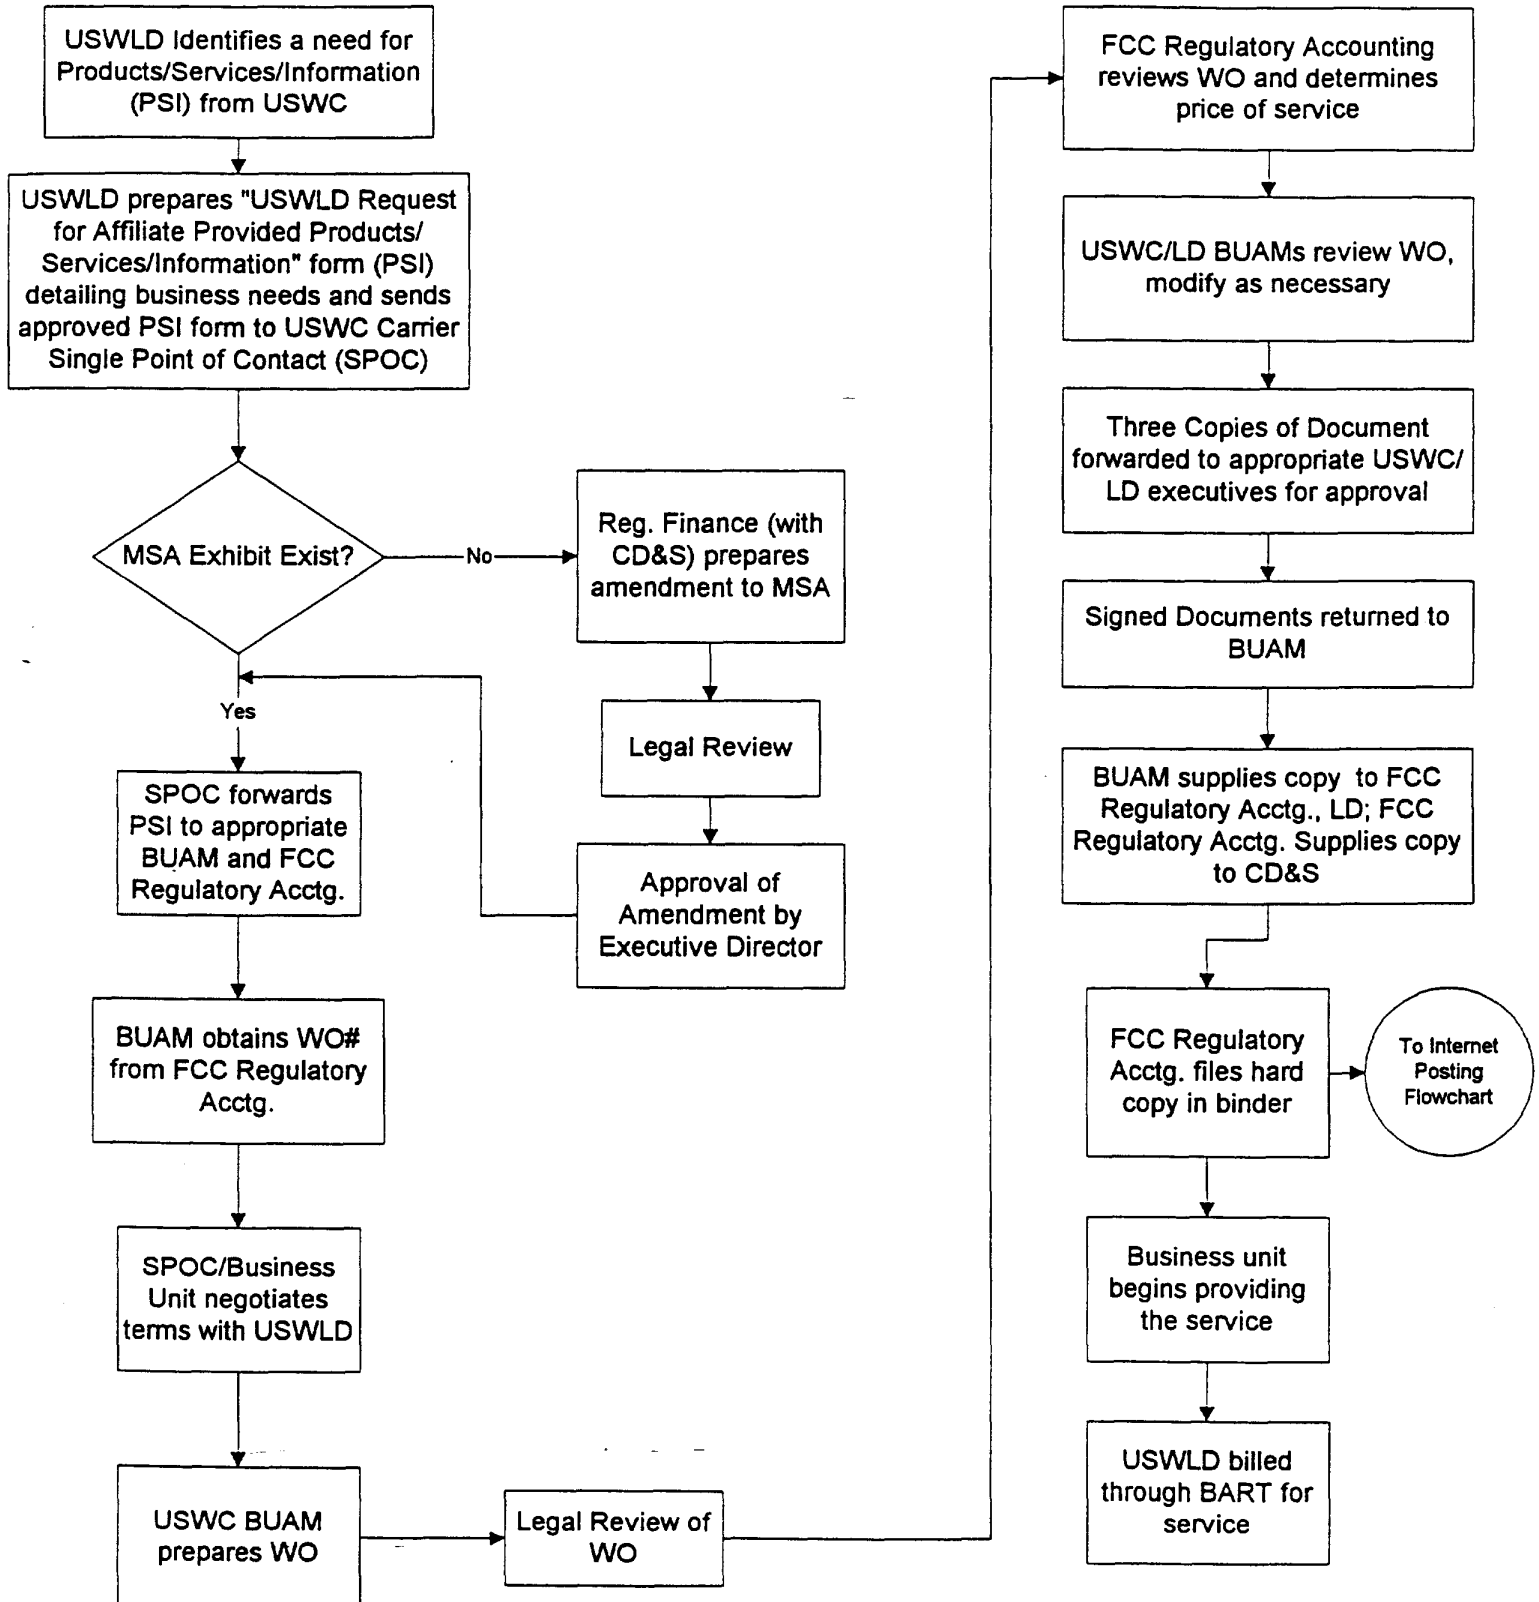 USWLD Identifies a need for
Products/Services/Information
(PSI) from USWC
USWLD prepares "USWLD Request
for Affiliate Provided Products/
Services/Information" form (PSI)
detailing business needs and sends
approved PSI form to USWC Carrier
Single Point of Contact (SPOC)
MSA Exhibit Exist?
No
Reg. Finance (with
CD&S) prepares
amendment to MSA
Legal Review
Approval of
Amendment by
Executive Director
Yes
SPOC forwards
PSI to appropriate
BUAM and FCC
Regulatory Acctg.
BUAM obtains WO#
from FCC Regulatory
Acctg.
SPOC/Business
Unit negotiates
terms with USWLD
USWC BUAM
prepares WO
Legal Review of
WO
FCC Regulatory Accounting
reviews WO and determines
price of service
USWC/LD BUAMs review WO,
modify as necessary
Three Copies of Document
forwarded to appropriate USWC/
LD executives for approval
Signed Documents returned to
BUAM
BUAM supplies copy to FCC
Regulatory Acctg., LD; FCC
Regulatory Acctg. Supplies copy
to CD&S
FCC Regulatory
Acctg. files hard
copy in binder
To Internet
Posting
Flowchart
Business unit
begins providing
the service
USWLD billed
through BART for
service